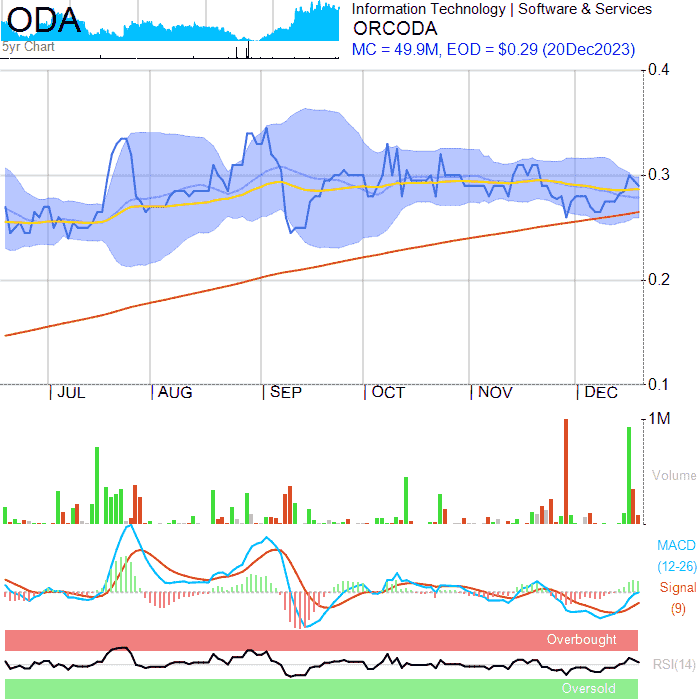 ODA
5yr Chart
Information Technology | Software & Services
ORCODA
MC = 49.9M, EOD = $0.29 (20Dec2023)
0.4
0.3
0.2
0.1
JUL AUG SEP OCT NOV DEC
1M
Volume
MACD
(12-26)
Signal
(9)
Overbought
RSI(14)
Oversold